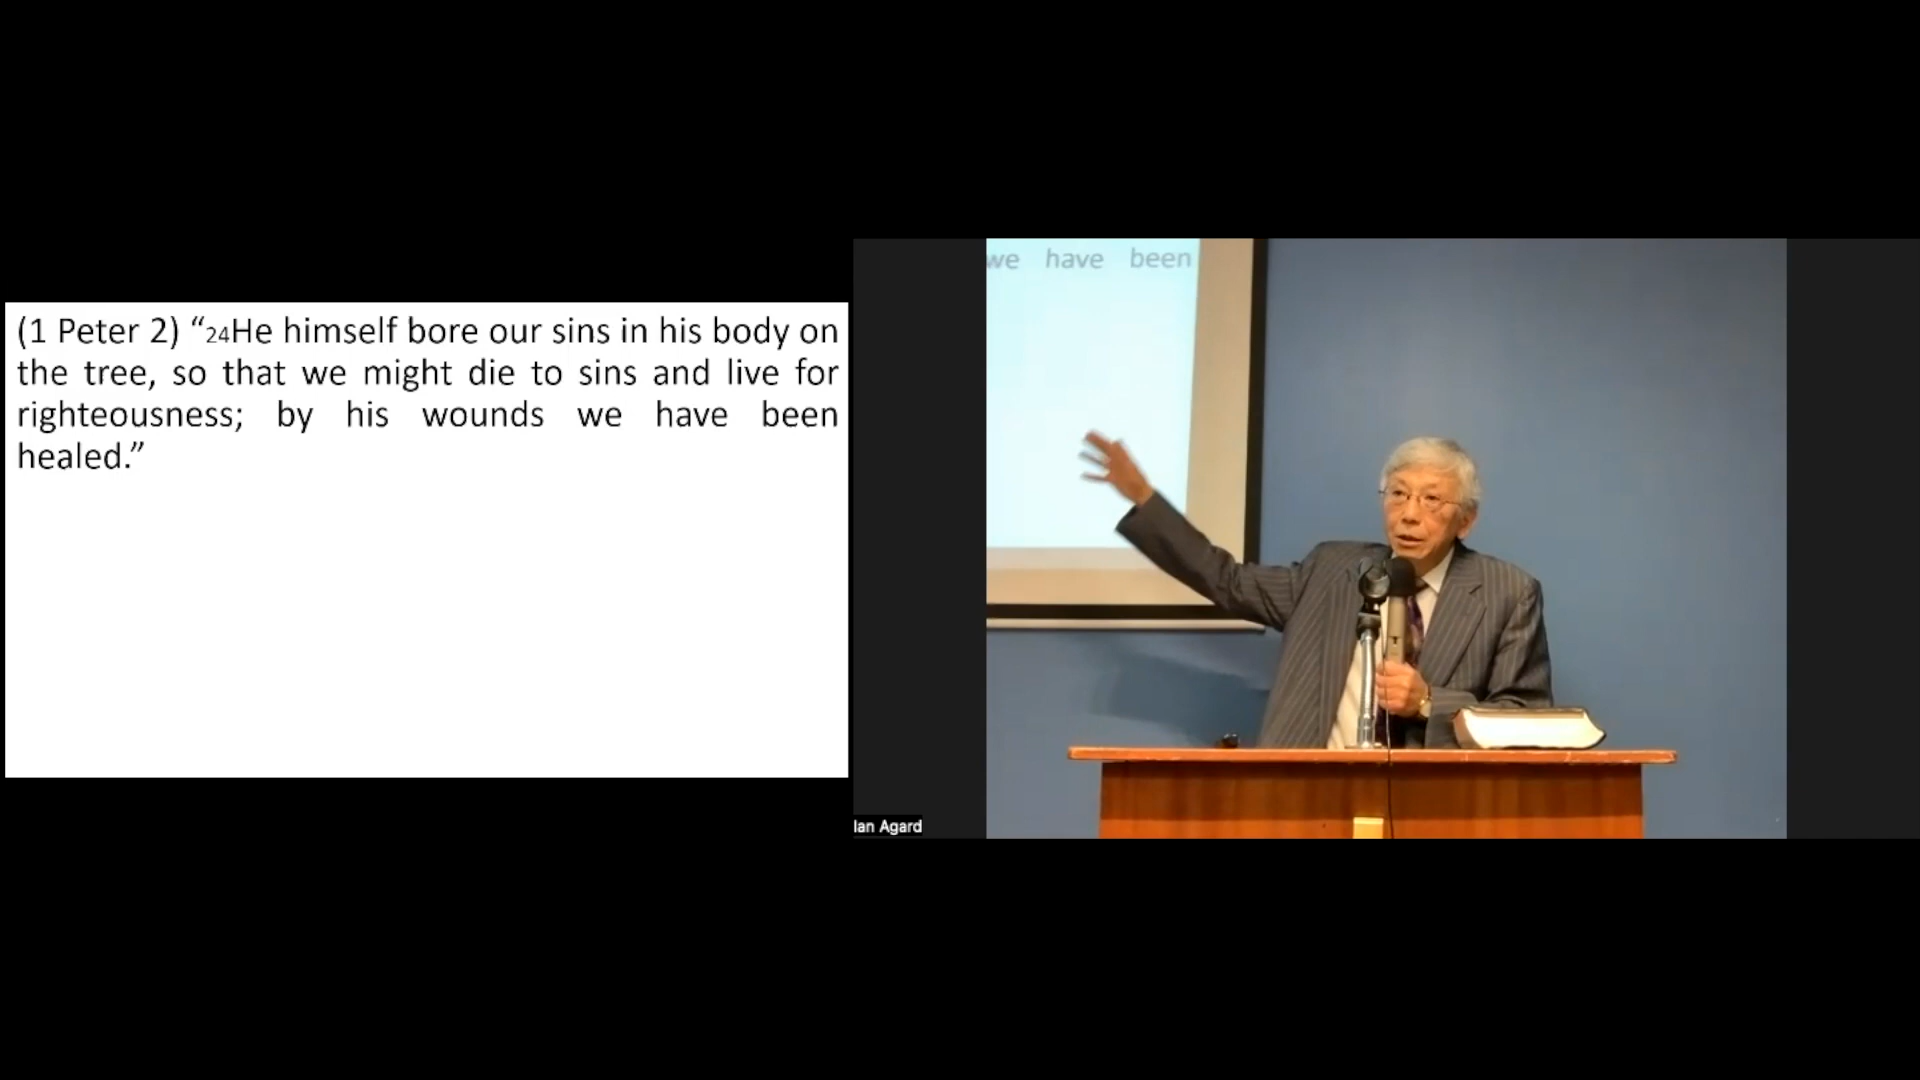 (1 Peter 2) “24He himself bore our sins in his body on
the tree, so that we might die to sins and live for
righteousness; by his wounds we have been
healed.”
we have been
Ian Agard